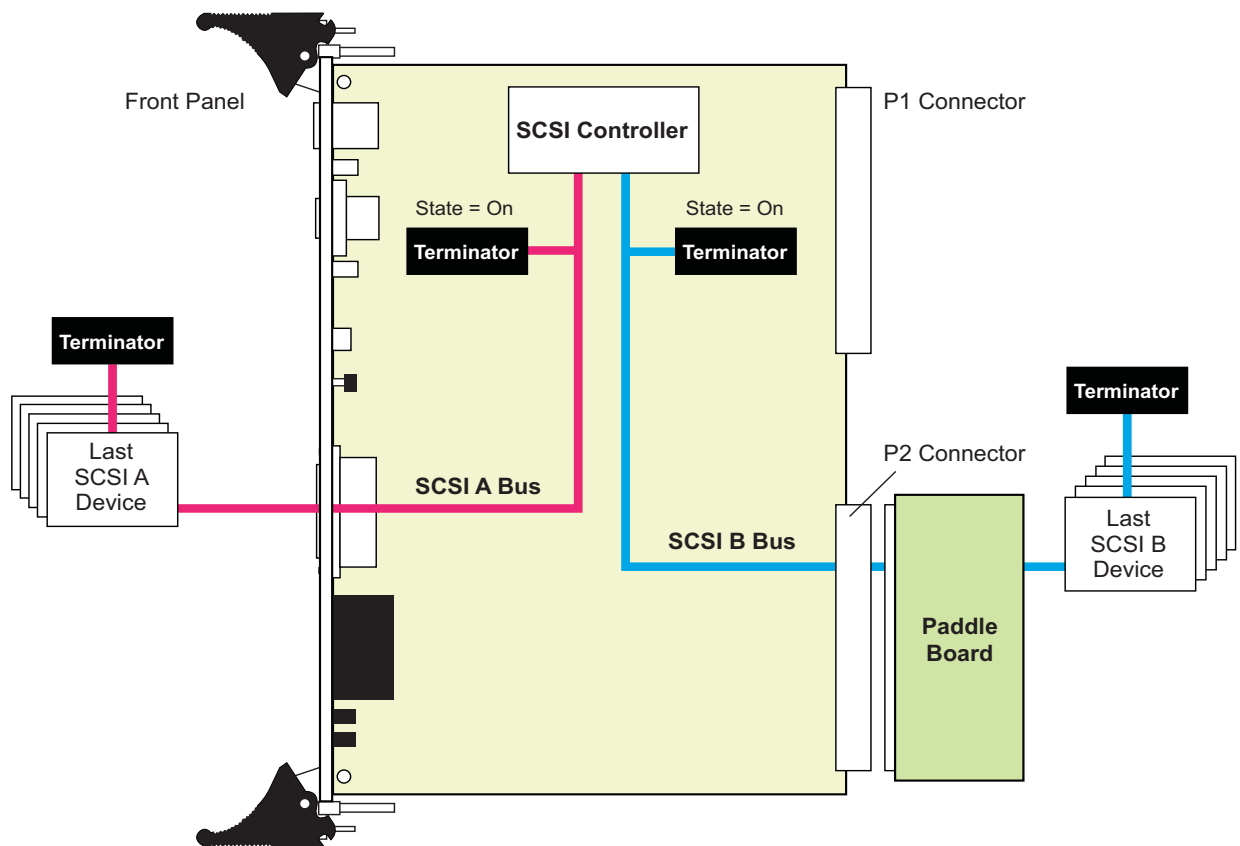 Front Panel
P1 Connector
SCSI Controller
State = On
State = On
Terminator
Terminator
Terminator
Terminator
Last
SCSI A
Device
P2 Connector
SCSI A Bus
SCSI B Bus
Last
SCSI B
Device
Paddle
Board